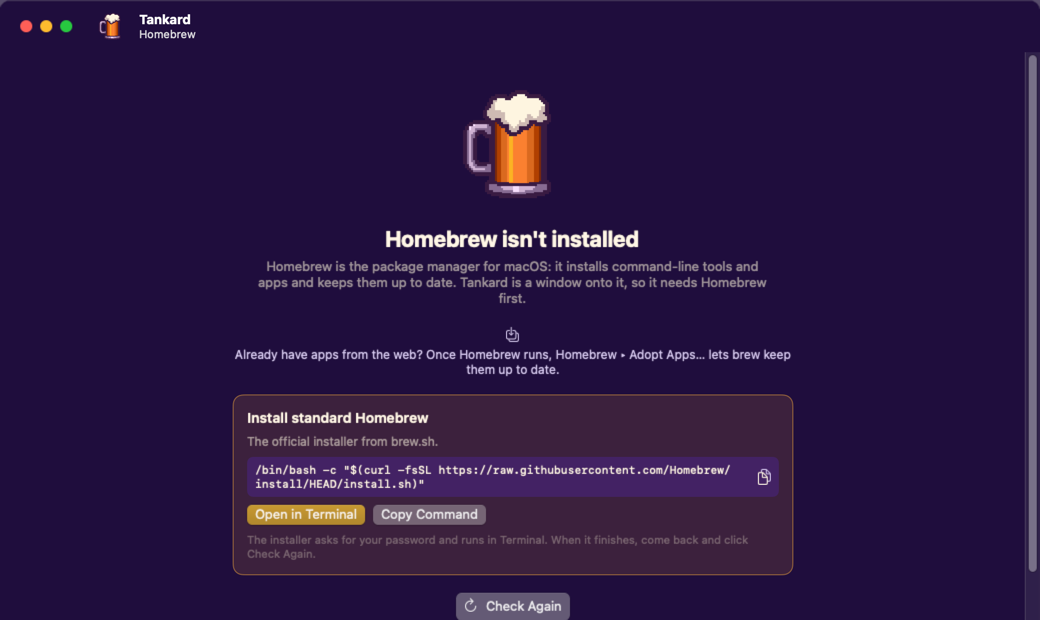 Tankard
Homebrew
Homebrew isn't installed
Homebrew is the package manager for macOS: it installs command-line tools and
apps and keeps them up to date. Tankard is a window onto it, so it needs Homebrew
first.
Already have apps from the web? Once Homebrew runs, Homebrew ▸ Adopt Apps... lets brew keep
them up to date.
Install standard Homebrew
The official installer from brew.sh.
/bin/bash -c "$(curl -fsSL https://raw.githubusercontent.com/Homebrew/
install/HEAD/install.sh)"
Open in Terminal Copy Command
The installer asks for your password and runs in Terminal. When it finishes, come back and click
Check Again.
Check Again